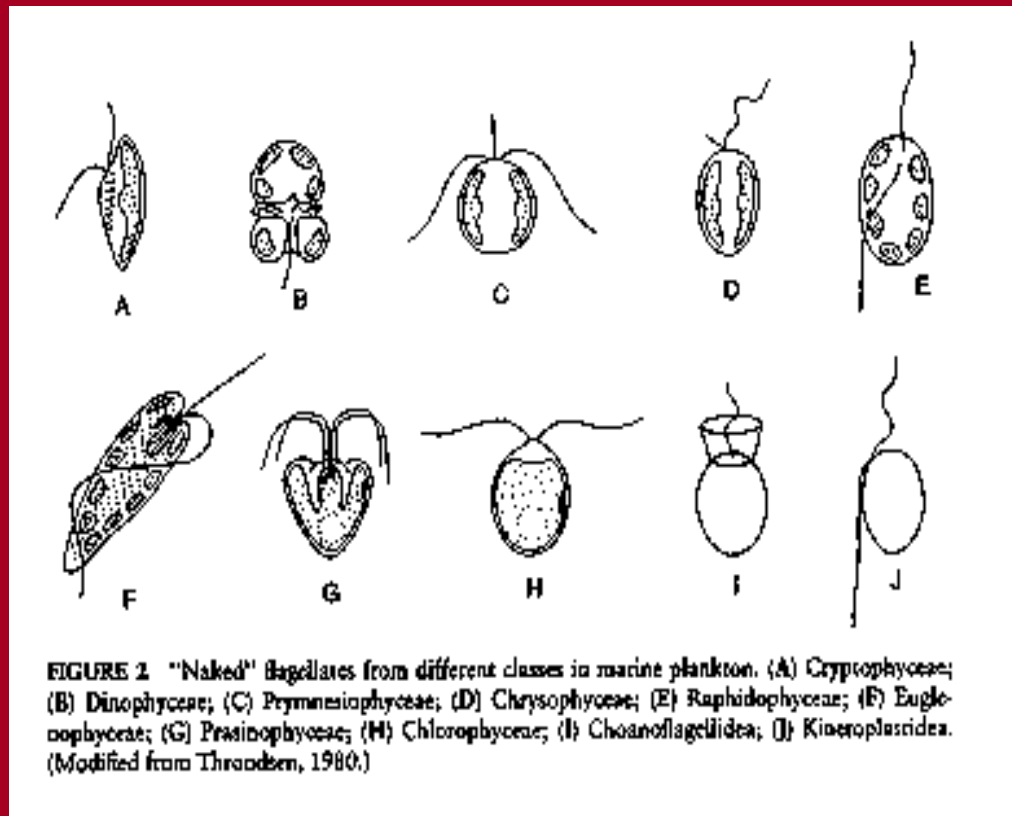 A
B
C
D
E
F
G
H
I
J
FIGURE 2 "Naked" flagellates from different classes in marine plankton. (A) Cryptophyceae;
(B) Dinophyceae; (C) Prymnesiophyceae; (D) Chrysophyceae; (E) Raphidophyceae; (F) Eugle-
nophyceae; (G) Prasinophyceae; (H) Chlorophyceae; (I) Choanoflagellidea; (J) Kinetoplastidea.
(Modified from Throndsen, 1980.)